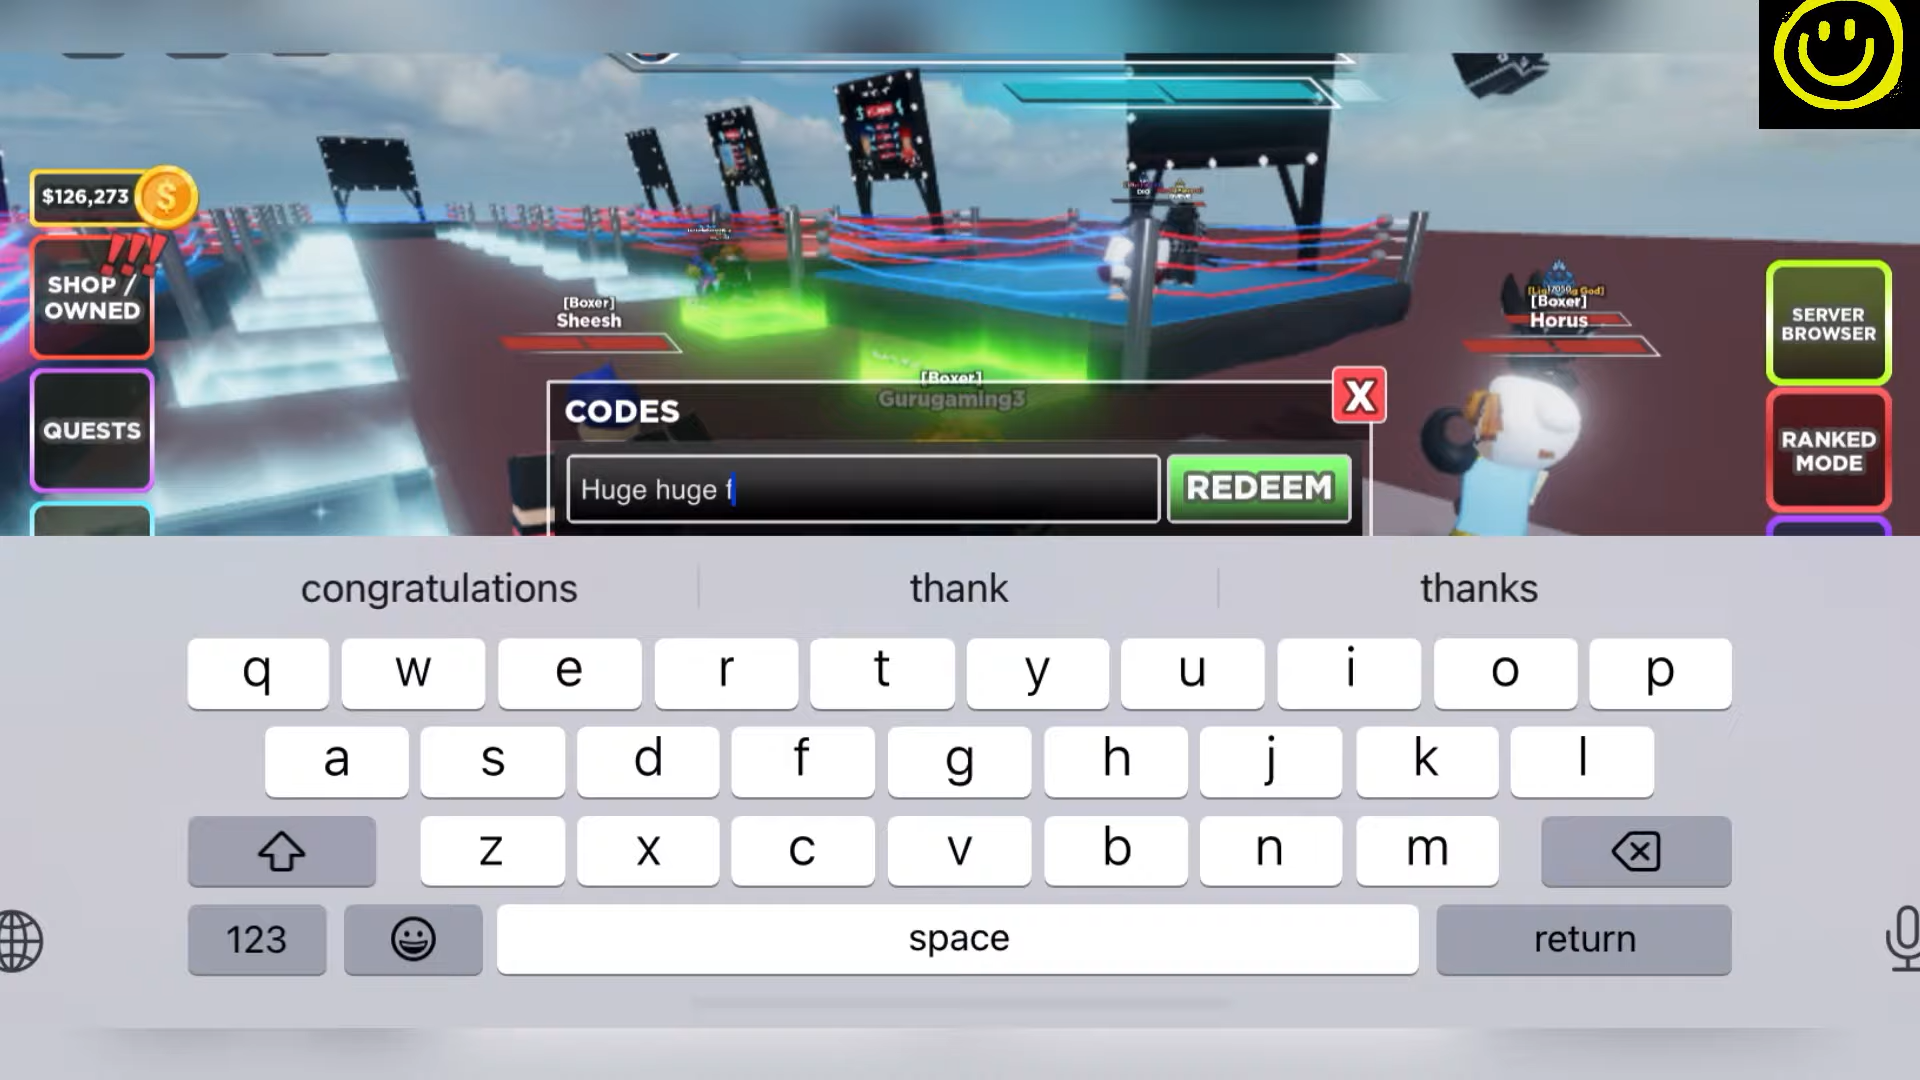 $126,273
SHOP /
OWNED
QUESTS
[Boxer]
Sheesh
[Boxer]
Horus
[Boxer]
Gurugaming3
SERVER
BROWSER
RANKED
MODE
CODES
X
Huge huge f
REDEEM
congratulations thank thanks
q w e r t y u i o p
a s d f g h j k l
z x c v b n m
123 space return